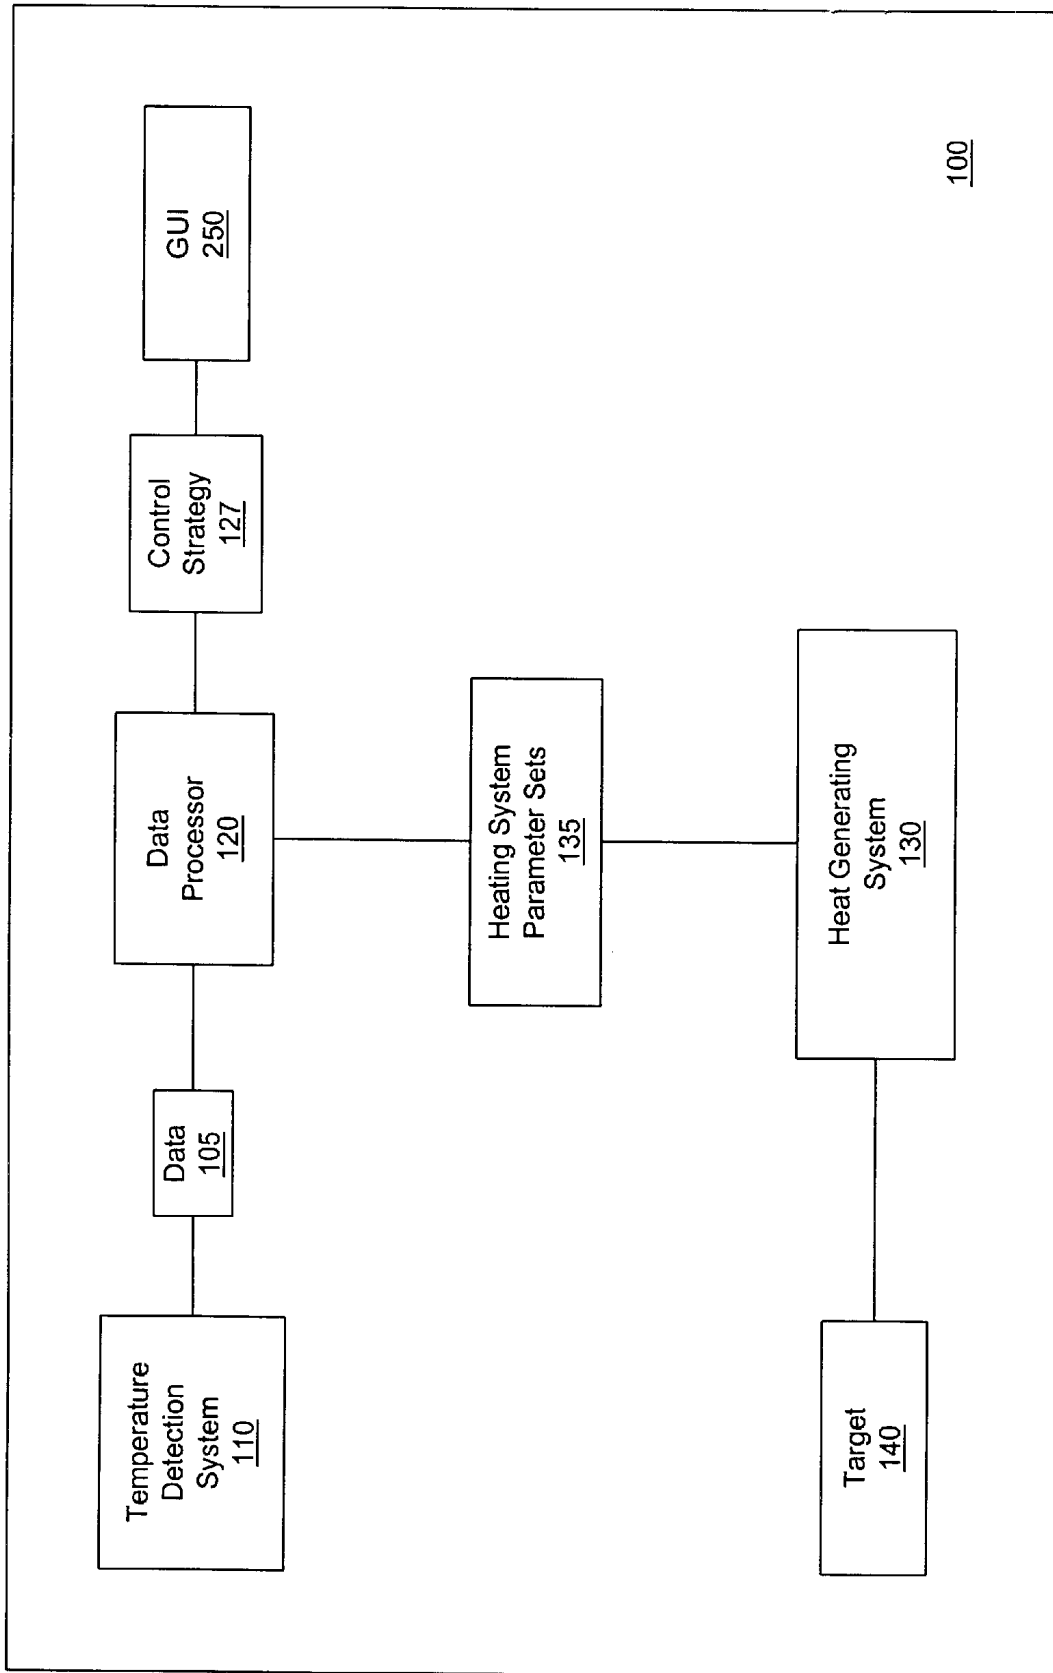 Temperature
Detection
System
110
Data
105
Data
Processor
120
Control
Strategy
127
GUI
250
Heating System
Parameter Sets
135
Target
140
Heat Generating
System
130
100